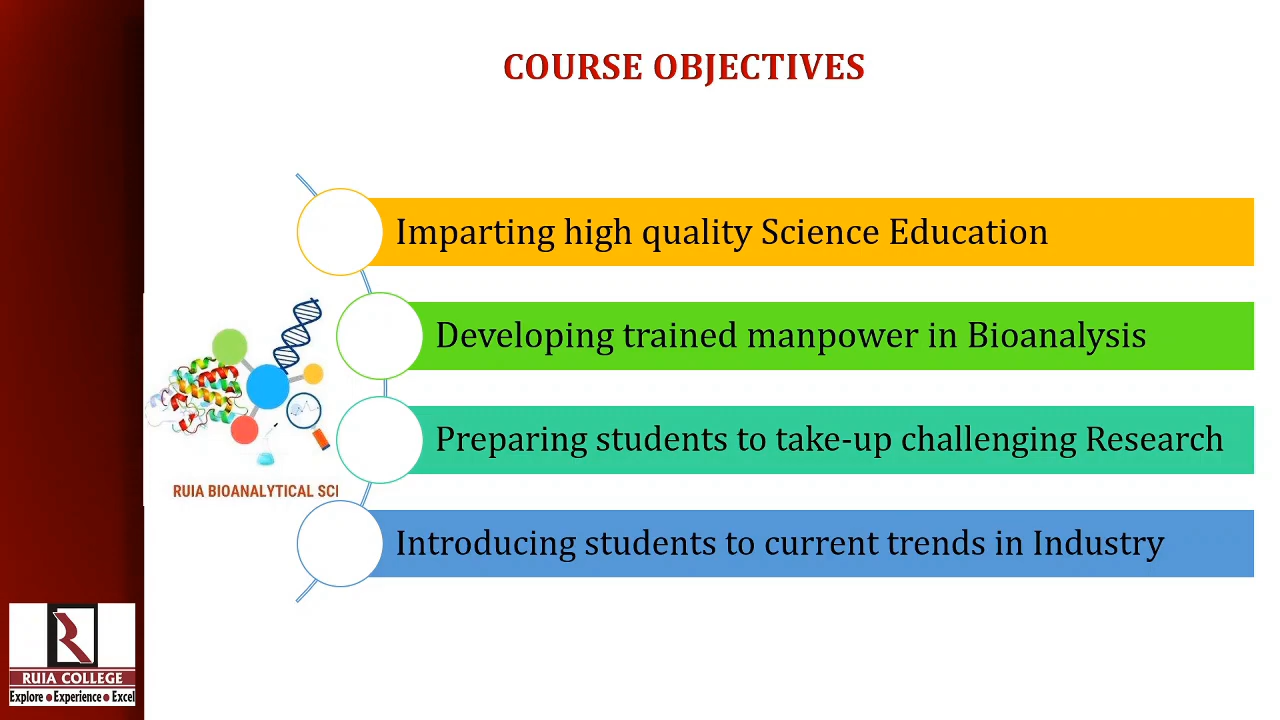 COURSE OBJECTIVES
Imparting high quality Science Education
Developing trained manpower in Bioanalysis
Preparing students to take-up challenging Research
Introducing students to current trends in Industry
RUIA BIOANALYTICAL SCI
R
RUIA COLLEGE
Explore ● Experience ● Excel